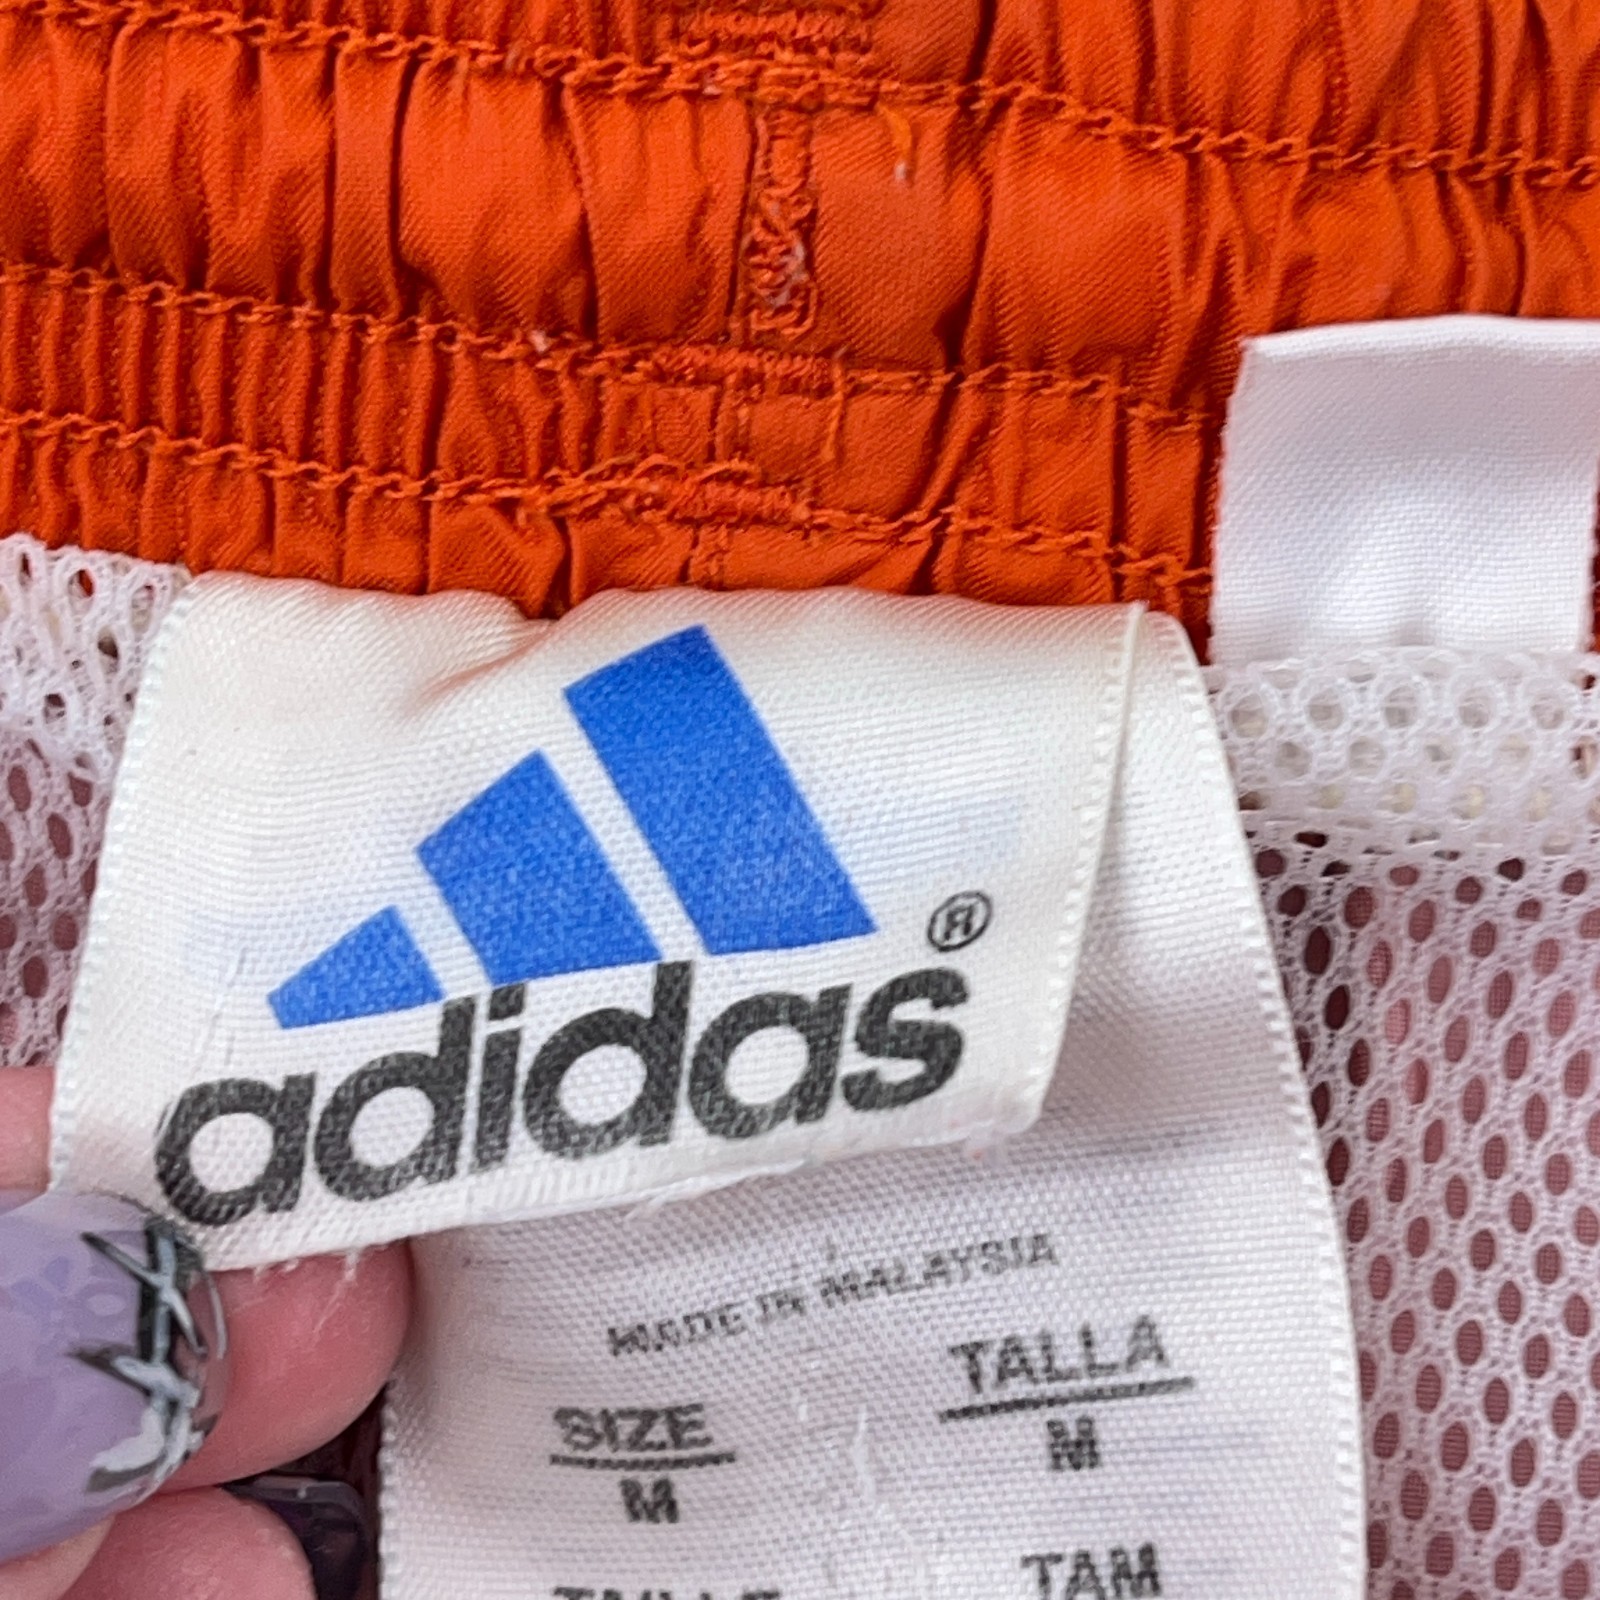 ®
adidas
MADE IN MALAYSIA
TALLA
M
SIZE
M
TAM